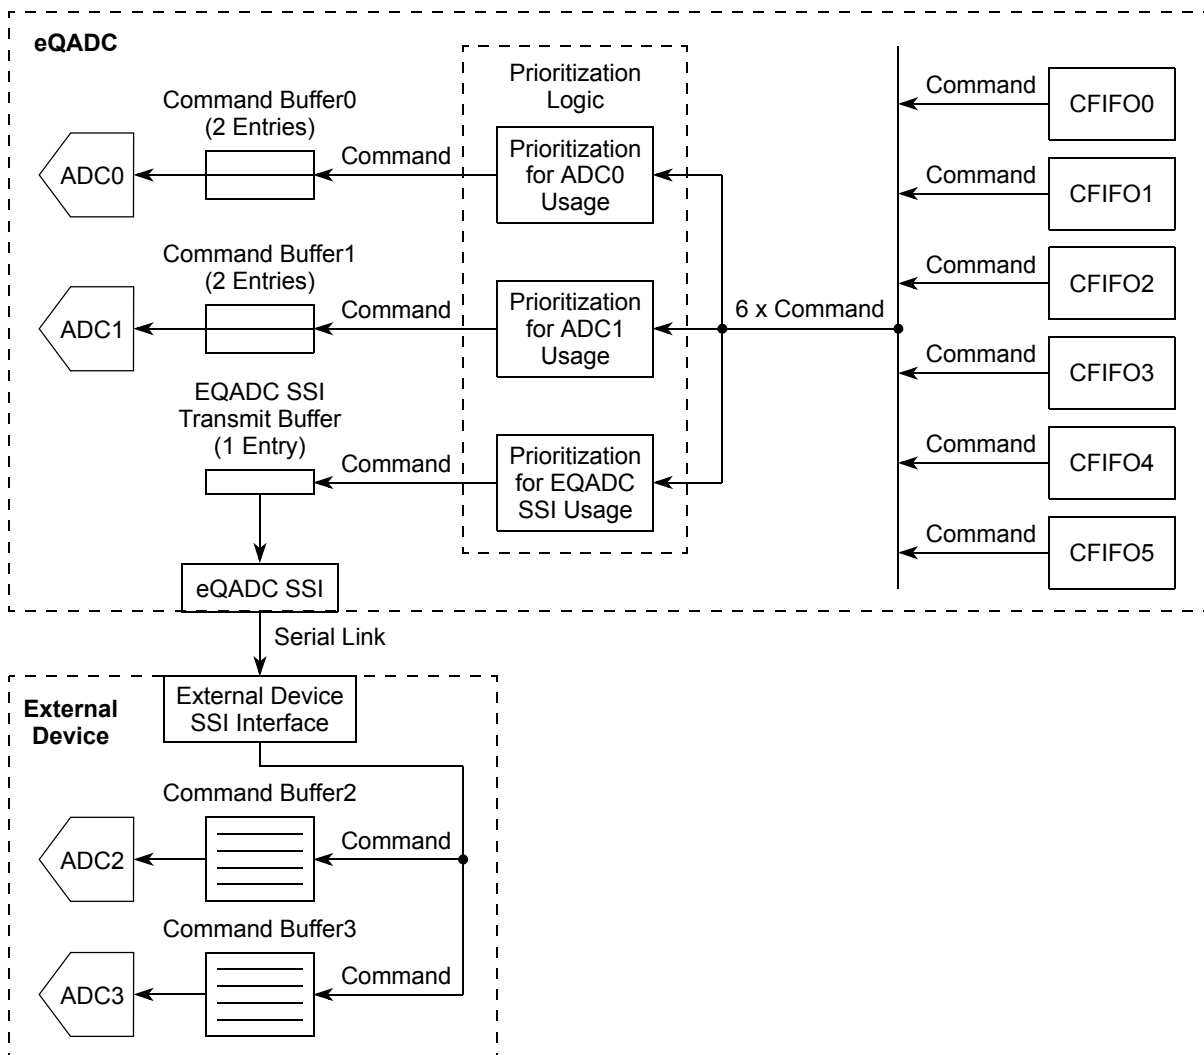 eQADC
Prioritization
Logic
Command Buffer0
(2 Entries)
ADC0
Command
Prioritization
for ADC0
Usage
Command
CFIFO0
Command
CFIFO1
Command Buffer1
(2 Entries)
ADC1
Command
Prioritization
for ADC1
Usage
6 x Command
Command
CFIFO2
Command
CFIFO3
EQADC SSI
Transmit Buffer
(1 Entry)
Command
Prioritization
for EQADC
SSI Usage
Command
CFIFO4
Command
CFIFO5
eQADC SSI
Serial Link
External
Device
External Device
SSI Interface
Command Buffer2
ADC2
Command
Command Buffer3
ADC3
Command